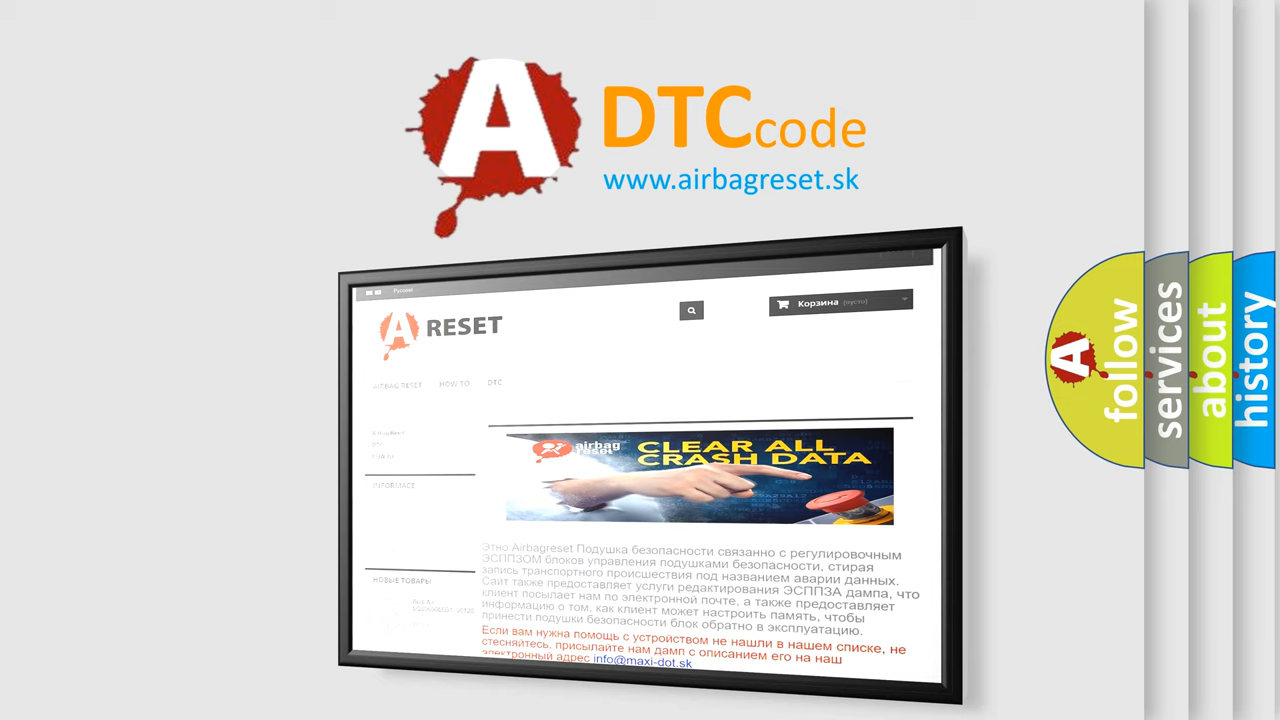 A DTC code
www.airbagreset.sk
Русский
A RESET
Корзина (пусто)
AIRBAG RESET HOW TO DTC
DTC
INFORMACE
airbag reset
CLEAR ALL
CRASH DATA
Этно Airbagreset Подушка безопасности связанно с регулировочным
ЭСППЗОМ блоков управления подушками безопасности, стирая
запись транспортного происшествия под названием аварии данных.
Сайт также предоставляет услуги редактирования ЭСППЗА дампа, что
клиент посылает нам по электронной почте, а также предоставляет
информацию о том, как клиент может настроить память, чтобы
принести подушки безопасности блок обратно в эксплуатацию.
Если вам нужна помощь с устройством не нашли в нашем списке, не
стесняйтесь, присылайте нам дамп с описанием его на наш
электронный адрес info@maxi-dot.sk
НОВЫЕ ТОВАРЫ
A follow
services
about
history